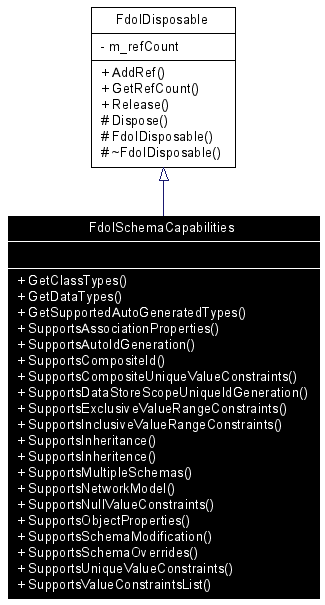 FdoIDisposable
- m_refCount
+ AddRef()
+ GetRefCount()
+ Release()
# Dispose()
# FdoIDisposable()
# ~FdoIDisposable()
FdoISchemaCapabilities
+ GetClassTypes()
+ GetDataTypes()
+ GetSupportedAutoGeneratedTypes()
+ SupportsAssociationProperties()
+ SupportsAutoIdGeneration()
+ SupportsCompositeId()
+ SupportsCompositeUniqueValueConstraints()
+ SupportsDataStoreScopeUniqueIdGeneration()
+ SupportsExclusiveValueRangeConstraints()
+ SupportsInclusiveValueRangeConstraints()
+ SupportsInheritance()
+ SupportsInheritence()
+ SupportsMultipleSchemas()
+ SupportsNetworkModel()
+ SupportsNullValueConstraints()
+ SupportsObjectProperties()
+ SupportsSchemaModification()
+ SupportsSchemaOverrides()
+ SupportsUniqueValueConstraints()
+ SupportsValueConstraintsList()